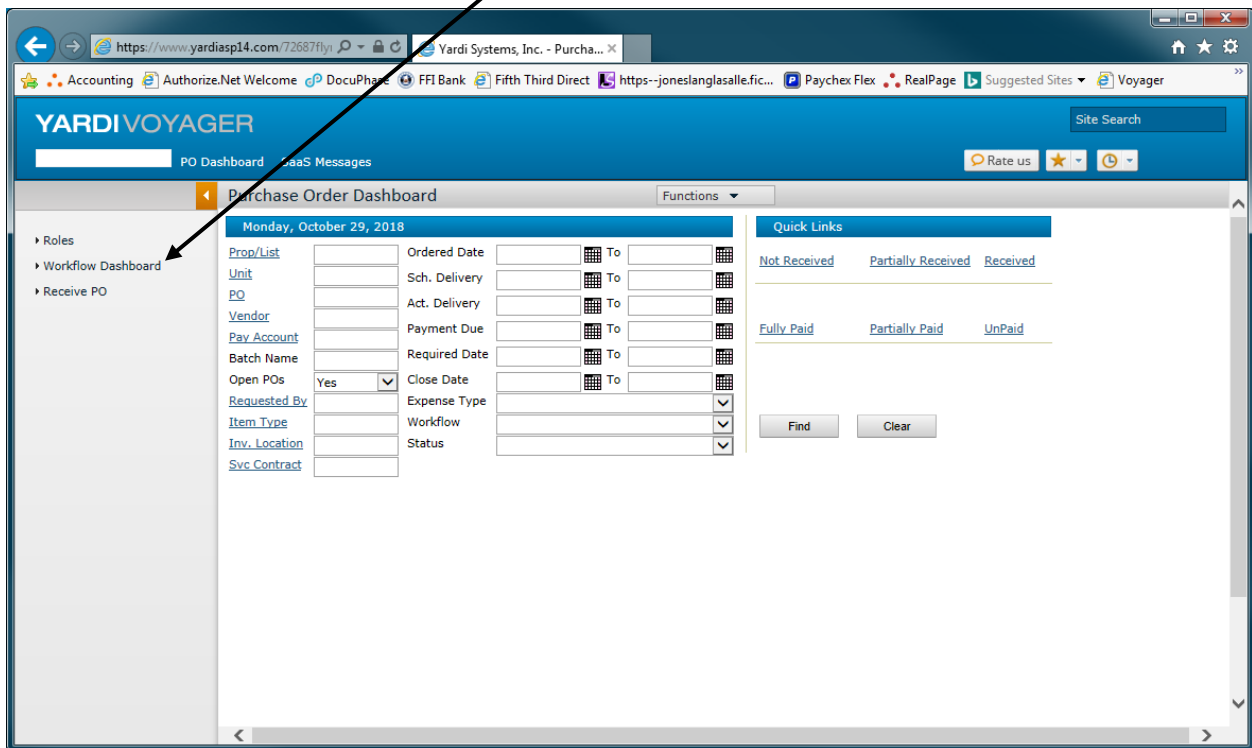 https://www.yardiasp14.com/72687flyi
Yardi Systems, Inc. - Purcha...
Accounting Authorize.Net Welcome DocuPhase FFI Bank Fifth Third Direct https--joneslanglasalle.fic... Paychex Flex RealPage Suggested Sites Voyager
YARDI VOYAGER
Site Search
PO Dashboard SaaS Messages
Rate us
Purchase Order Dashboard
Functions
Roles
Workflow Dashboard
Receive PO
Monday, October 29, 2018
Prop/List
Unit
PO
Vendor
Pay Account
Batch Name
Open POs Yes
Requested By
Item Type
Inv. Location
Svc Contract
Ordered Date To
Sch. Delivery To
Act. Delivery To
Payment Due To
Required Date To
Close Date To
Expense Type
Workflow
Status
Quick Links
Not Received Partially Received Received
Fully Paid Partially Paid UnPaid
Find Clear